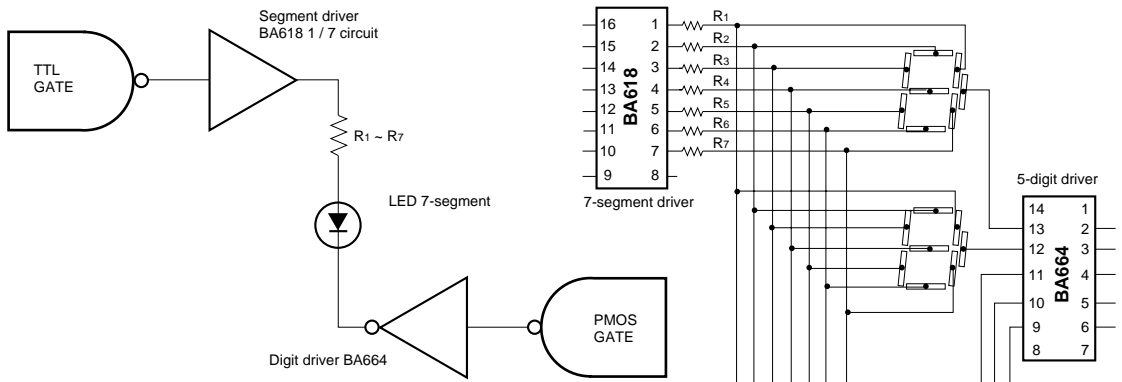 Segment driver
BA618 1 / 7 circuit
TTL
GATE
R1 ~ R7
LED 7-segment
PMOS
GATE
Digit driver BA664
16 1 R1
15 2 R2
14 3 R3
13 4 R4
12 5 R5
11 6 R6
10 7 R7
9 8
BA618
7-segment driver
5-digit driver
14 1
13 2
12 3
11 4
10 5
9 6
8 7
BA664